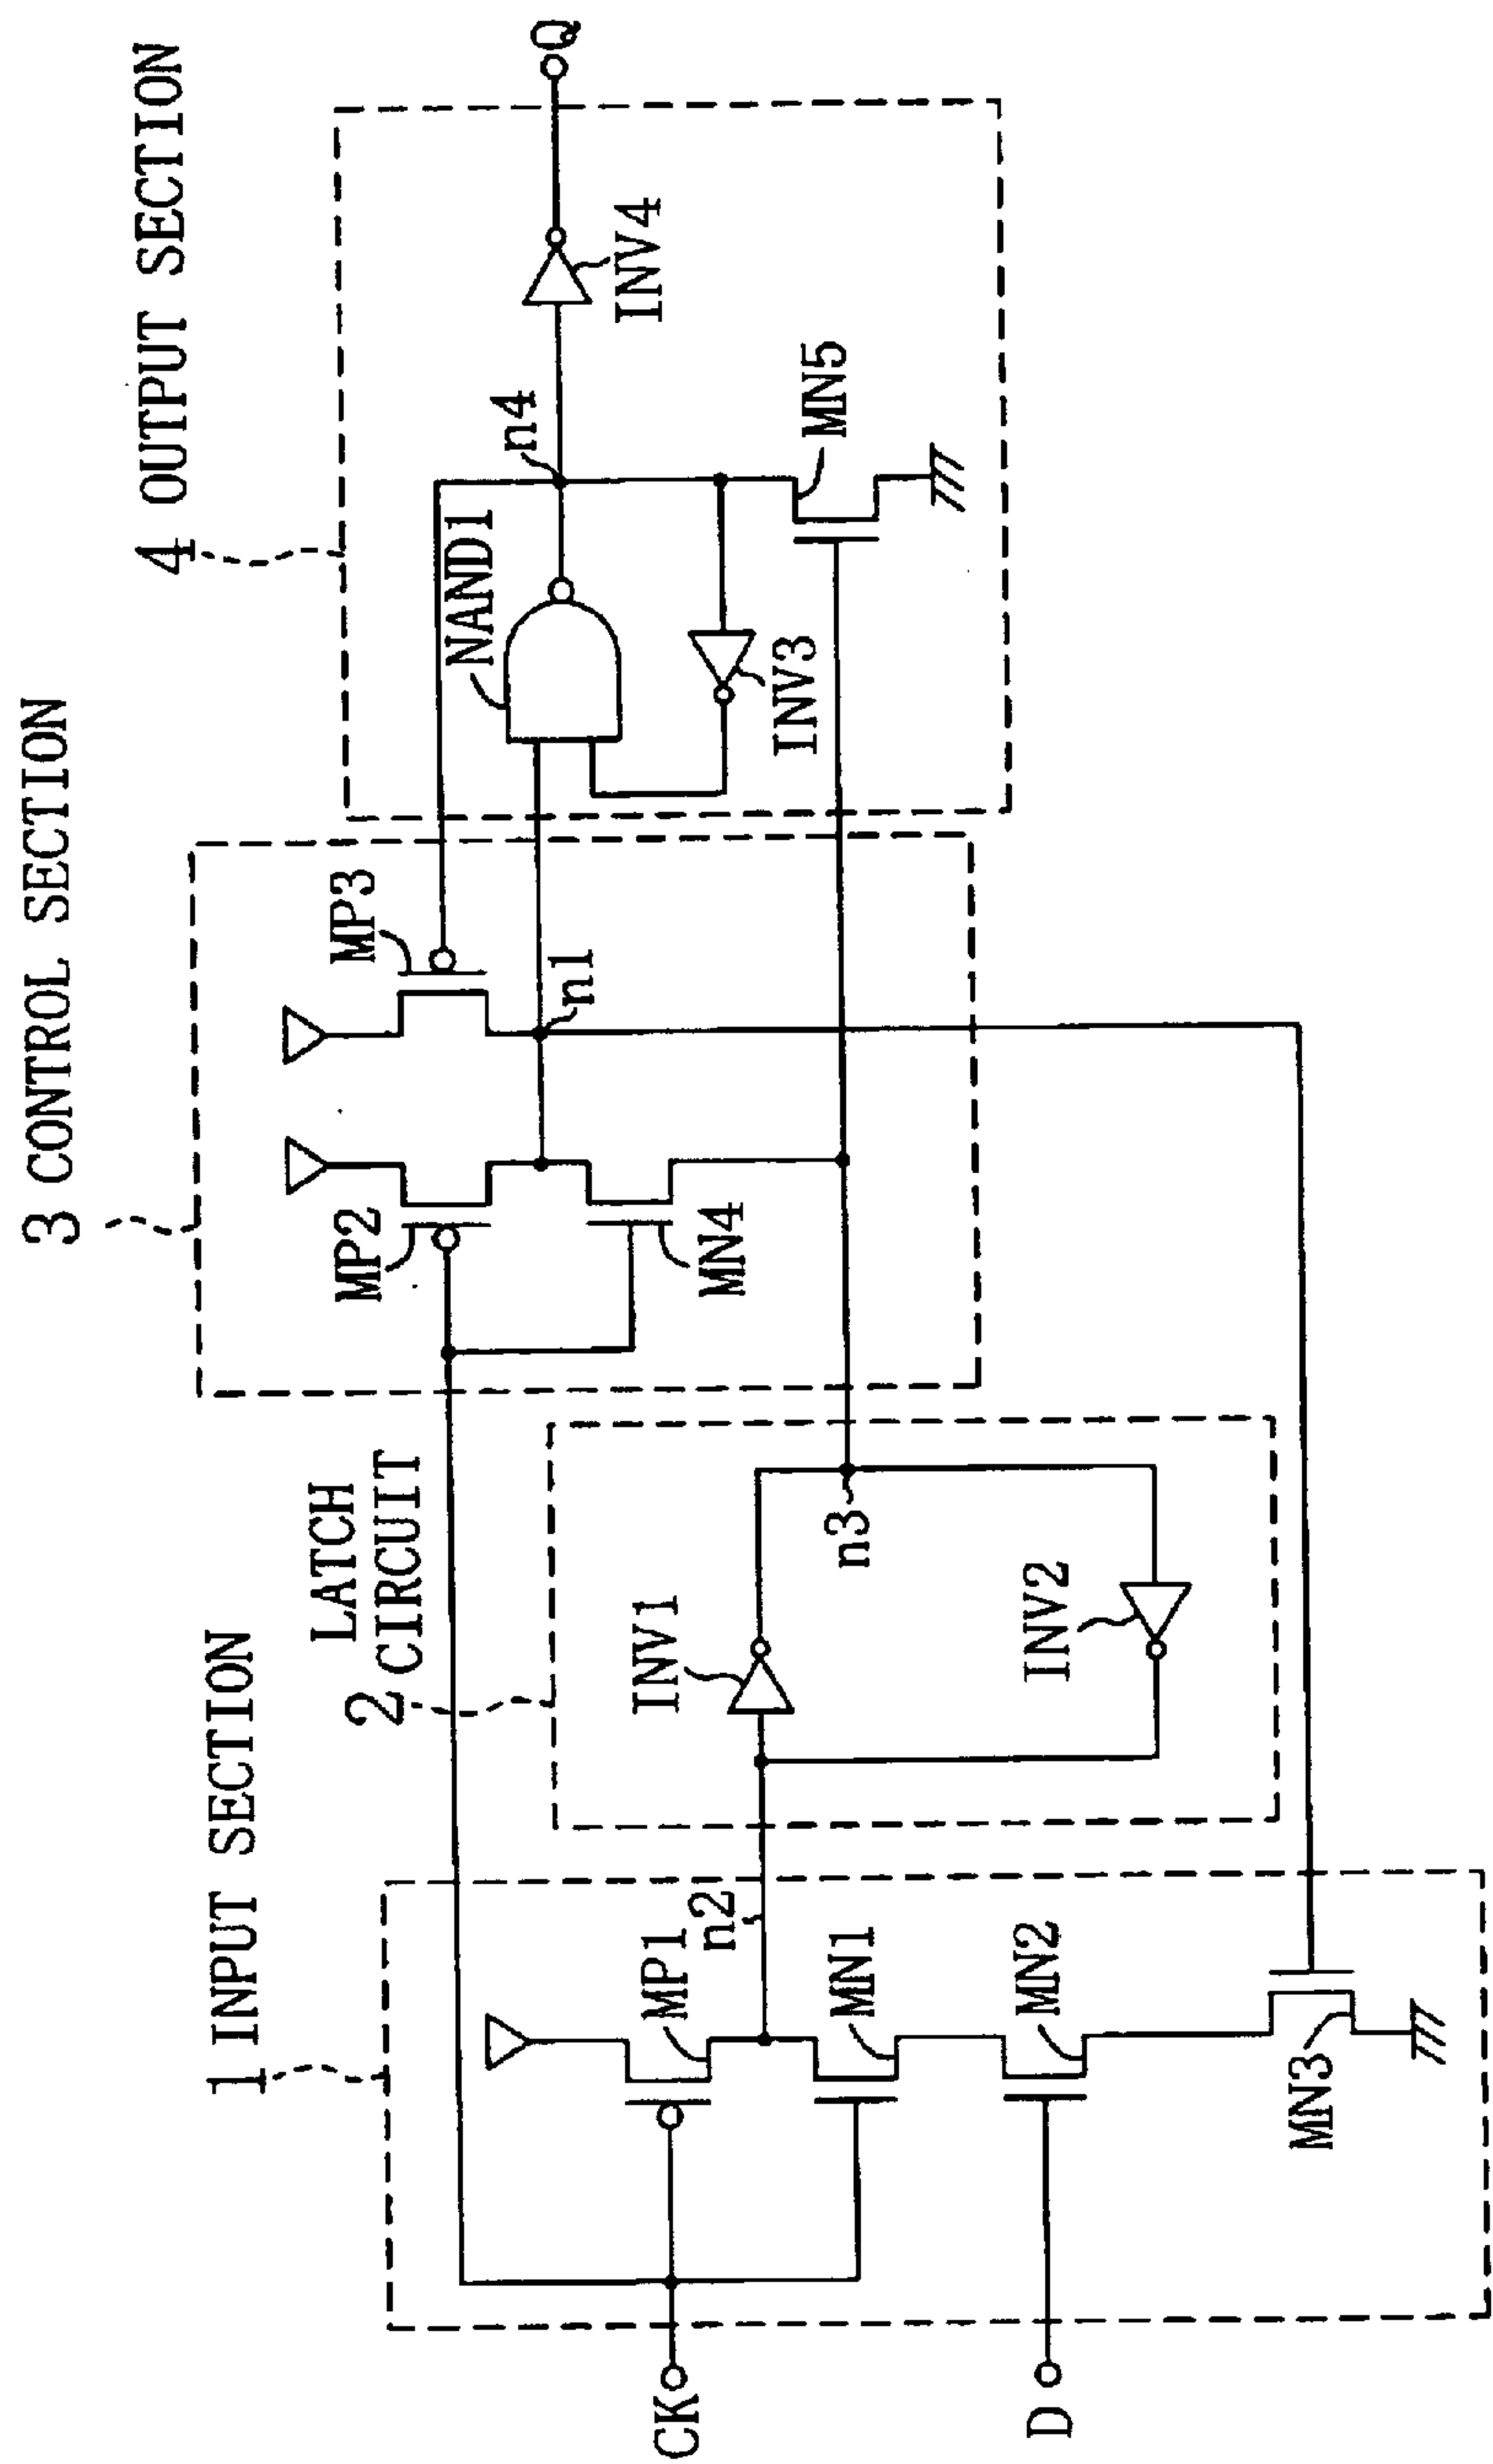 1 INPUT SECTION
LATCH
2 CIRCUIT
3 CONTROL SECTION
4 OUTPUT SECTION
CK
D
MP1
n2
MN1
MN2
MN3
INV1
n3
INV2
MP2
MN4
MP3
n1
NAND1
n4
INV3
MN5
INV4
Q